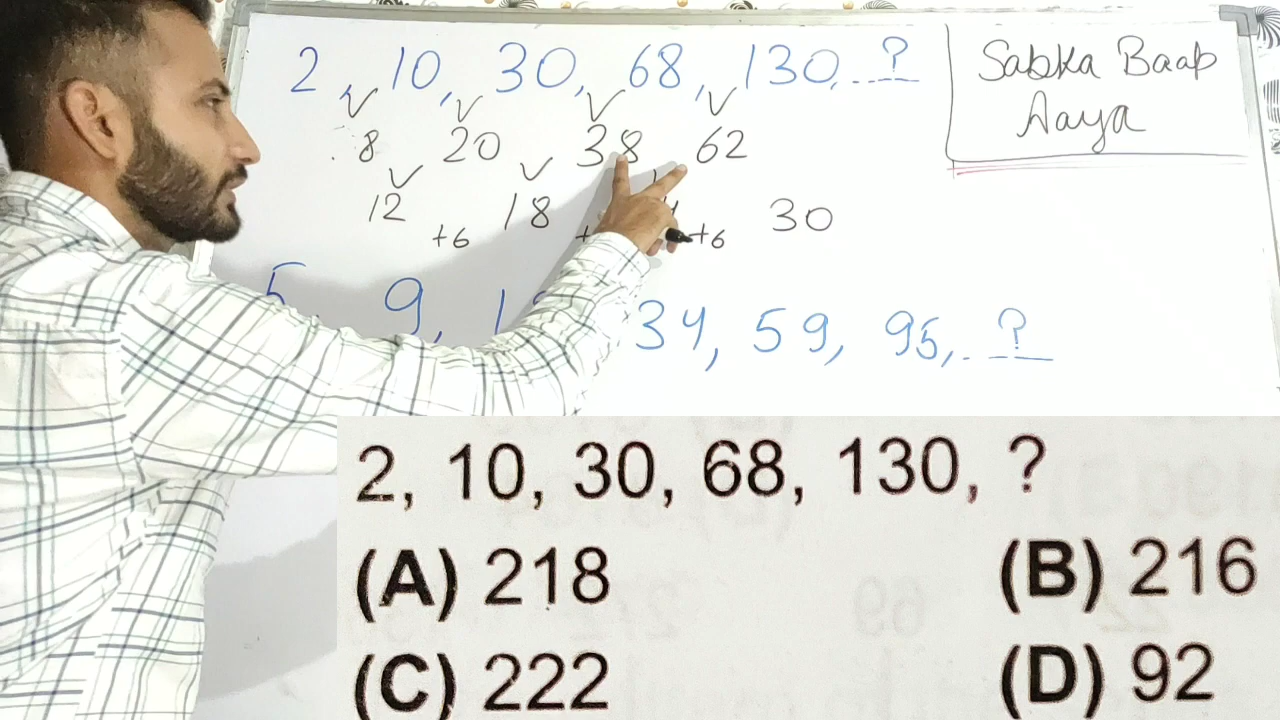 2, 10, 30, 68, 130, ?
Sabka Baap
Aaya
8 20 38 62
12 18 30
+6 + +6
9, 34, 59, 95, ?
2, 10, 30, 68, 130, ?
(A) 218 (B) 216
(C) 222 (D) 92